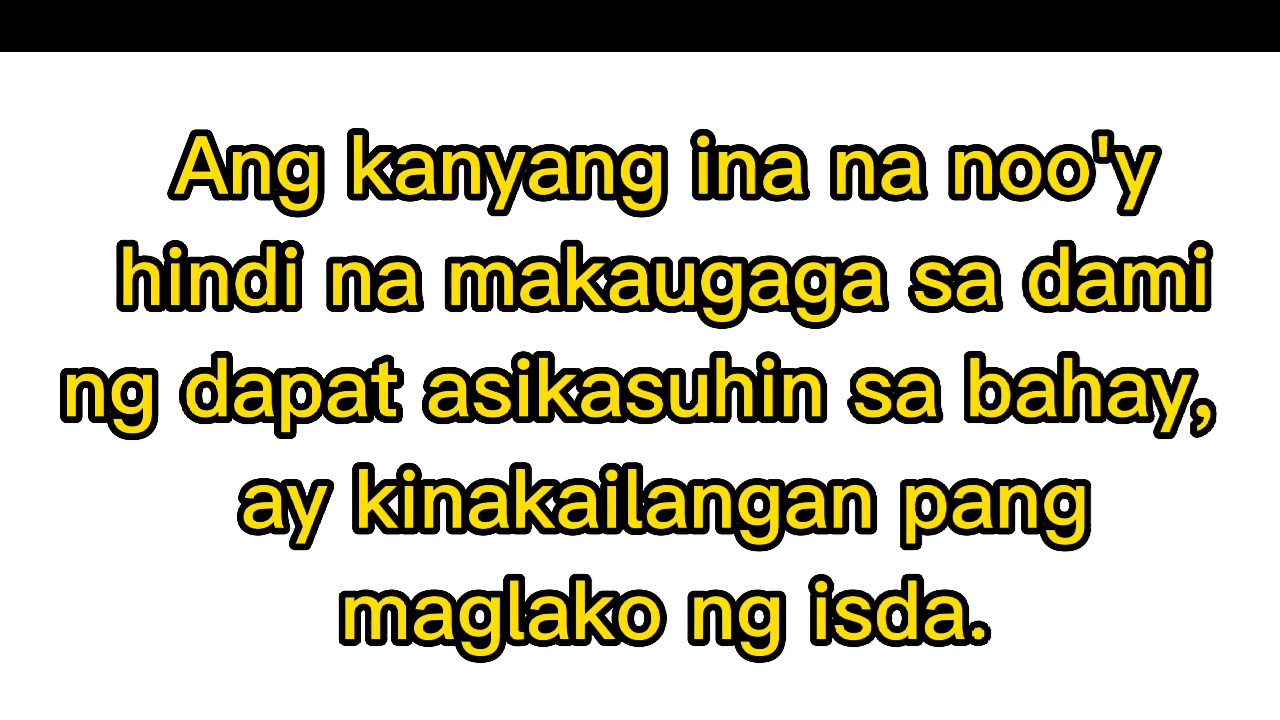 Ang kanyang ina na noo'y
hindi na makaugaga sa dami
ng dapat asikasuhin sa bahay,
ay kinakailangan pang
maglako ng isda.